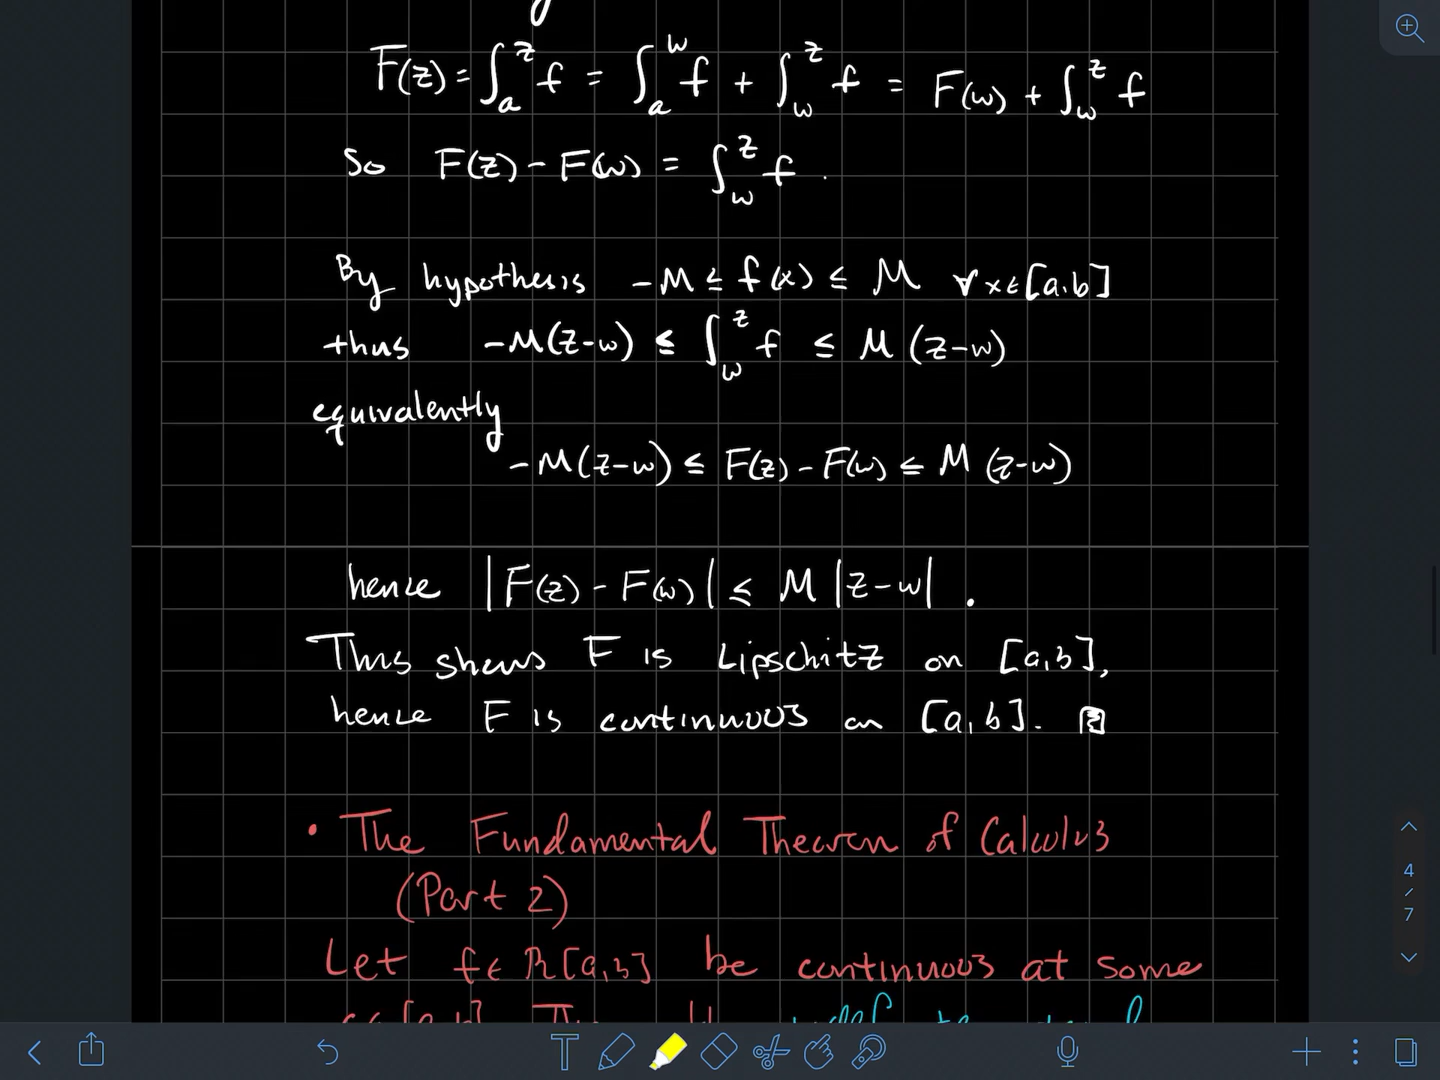 F(z) = ∫_a^z f = ∫_a^w f + ∫_w^z f = F(w) + ∫_w^z f
So F(z) - F(w) = ∫_w^z f .
By hypothesis -M ≤ f(x) ≤ M ∀x∈[a,b]
thus -M(z-w) ≤ ∫_w^z f ≤ M(z-w)
equivalently
-M(z-w) ≤ F(z) - F(w) ≤ M(z-w)
hence |F(z) - F(w)| ≤ M|z-w| .
This shows F is Lipschitz on [a,b],
hence F is continuous on [a,b].
• The Fundamental Theorem of Calculus
(Part 2)
Let f∈R[a,b] be continuous at some
4
/
7
T